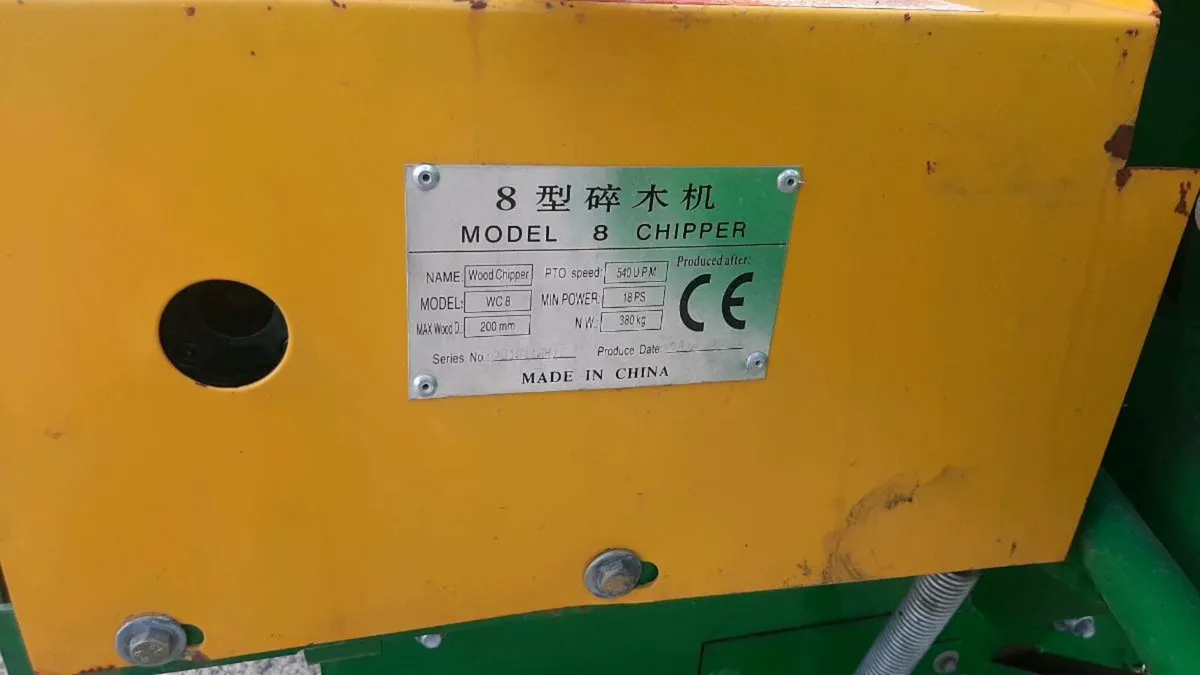 8型碎木机
MODEL 8 CHIPPER
NAME: Wood Chipper PTO speed: 540 U P M Produced after:
MODEL: WC 8 MIN.POWER: 18 PS CE
MAX Wood D.: 200 mm N.W.: 380 kg
Series No.: Produce Date:
MADE IN CHINA